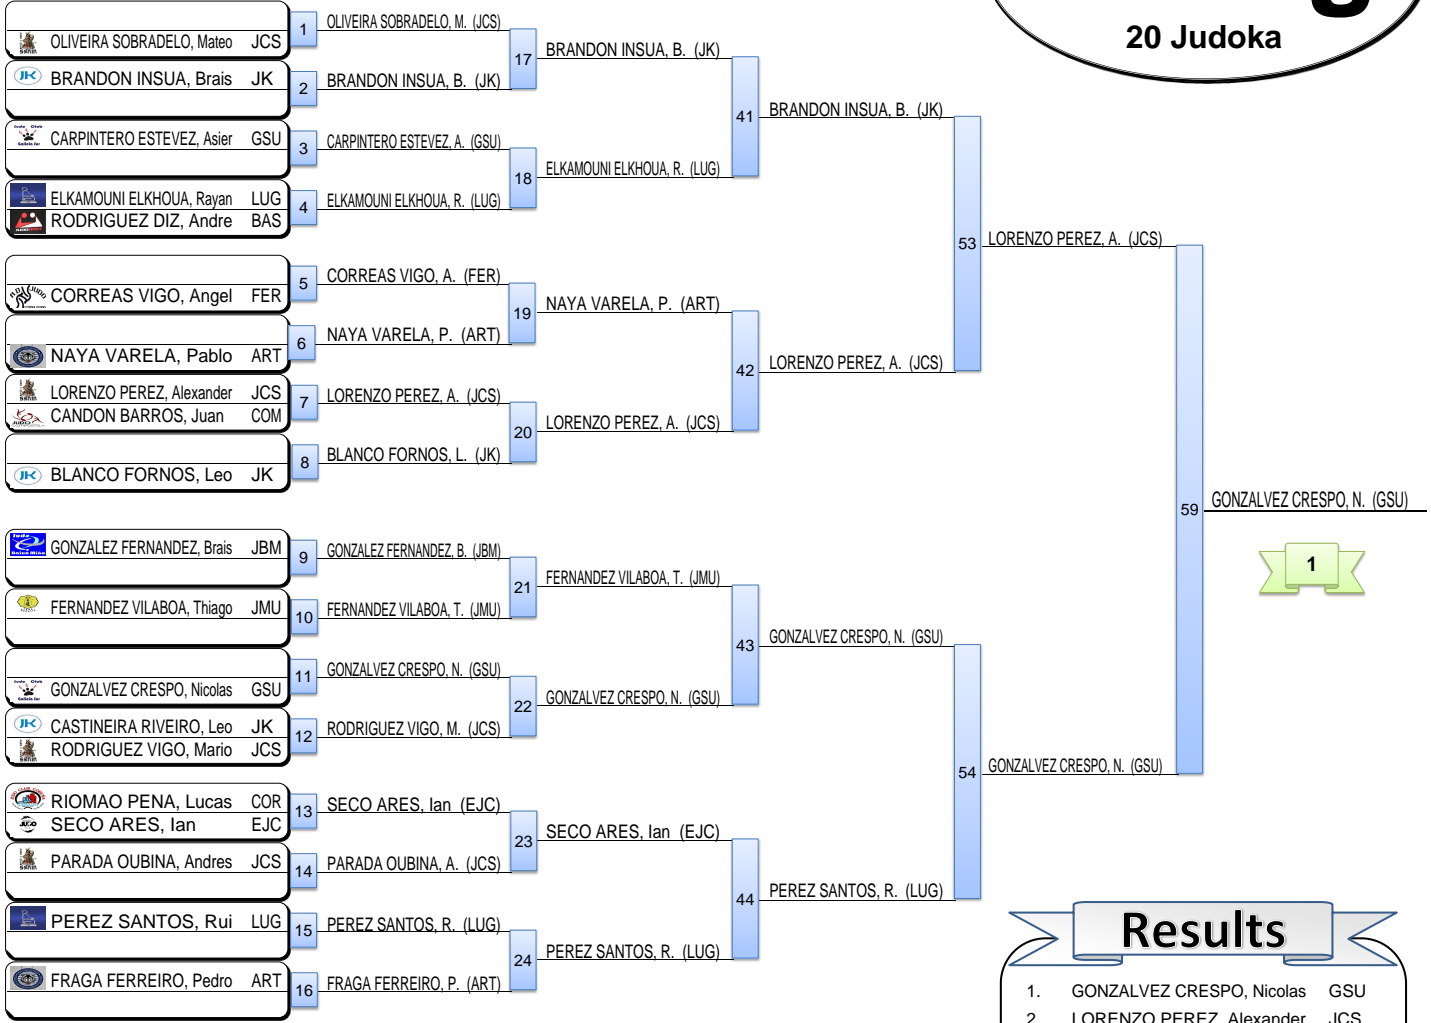 20 Judoka
OLIVEIRA SOBRADELO, Mateo JCS
BRANDON INSUA, Brais JK
CARPINTERO ESTEVEZ, Asier GSU
ELKAMOUNI ELKHOUA, Rayan LUG
RODRIGUEZ DIZ, Andre BAS
CORREAS VIGO, Angel FER
NAYA VARELA, Pablo ART
LORENZO PEREZ, Alexander JCS
CANDON BARROS, Juan COM
BLANCO FORNOS, Leo JK
GONZALEZ FERNANDEZ, Brais JBM
FERNANDEZ VILABOA, Thiago JMU
GONZALVEZ CRESPO, Nicolas GSU
CASTINEIRA RIVEIRO, Leo JK
RODRIGUEZ VIGO, Mario JCS
RIOMAO PENA, Lucas COR
SECO ARES, Ian EJC
PARADA OUBINA, Andres JCS
PEREZ SANTOS, Rui LUG
FRAGA FERREIRO, Pedro ART
1 OLIVEIRA SOBRADELO, M. (JCS)
2 BRANDON INSUA, B. (JK)
3 CARPINTERO ESTEVEZ, A. (GSU)
4 ELKAMOUNI ELKHOUA, R. (LUG)
5 CORREAS VIGO, A. (FER)
6 NAYA VARELA, P. (ART)
7 LORENZO PEREZ, A. (JCS)
8 BLANCO FORNOS, L. (JK)
9 GONZALEZ FERNANDEZ, B. (JBM)
10 FERNANDEZ VILABOA, T. (JMU)
11 GONZALVEZ CRESPO, N. (GSU)
12 RODRIGUEZ VIGO, M. (JCS)
13 SECO ARES, Ian (EJC)
14 PARADA OUBINA, A. (JCS)
15 PEREZ SANTOS, R. (LUG)
16 FRAGA FERREIRO, P. (ART)
17 BRANDON INSUA, B. (JK)
18 ELKAMOUNI ELKHOUA, R. (LUG)
19 NAYA VARELA, P. (ART)
20 LORENZO PEREZ, A. (JCS)
21 FERNANDEZ VILABOA, T. (JMU)
22 GONZALVEZ CRESPO, N. (GSU)
23 SECO ARES, Ian (EJC)
24 PEREZ SANTOS, R. (LUG)
41 BRANDON INSUA, B. (JK)
42 LORENZO PEREZ, A. (JCS)
43 GONZALVEZ CRESPO, N. (GSU)
44 PEREZ SANTOS, R. (LUG)
53 LORENZO PEREZ, A. (JCS)
54 GONZALVEZ CRESPO, N. (GSU)
59 GONZALVEZ CRESPO, N. (GSU)
1
Results
1. GONZALVEZ CRESPO, Nicolas GSU
2. LORENZO PEREZ, Alexander JCS